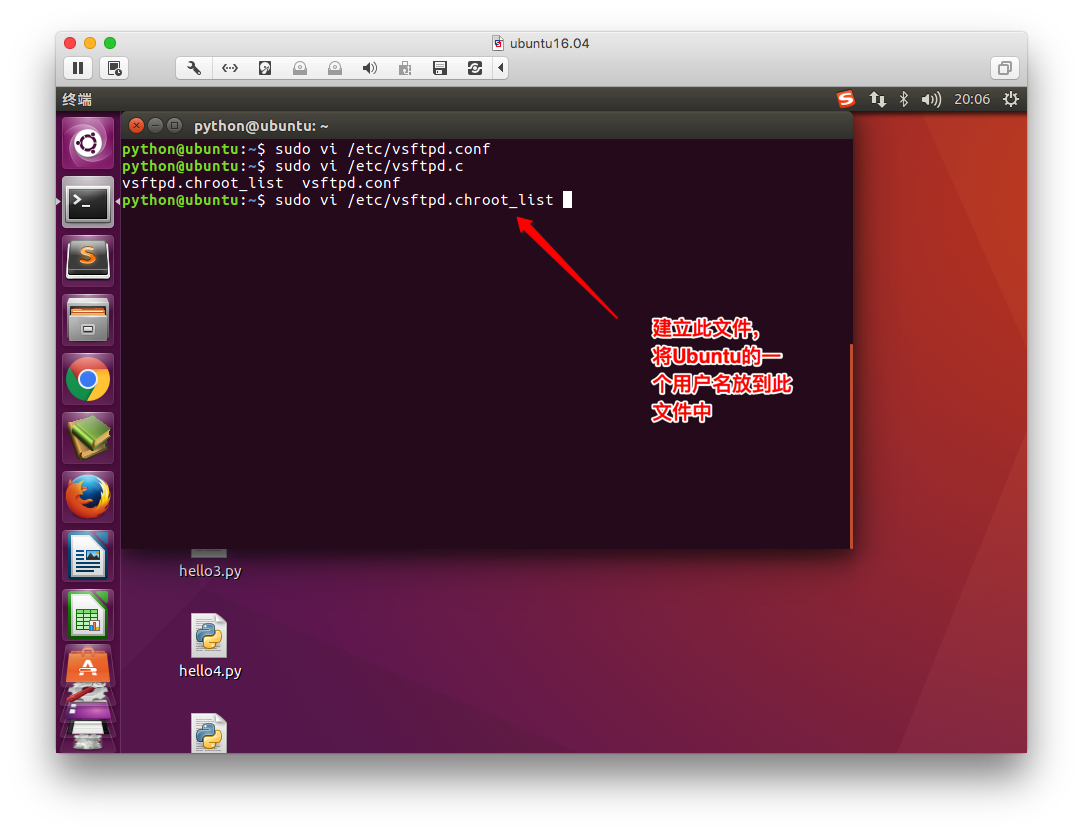 ubuntu16.04
终端
20:06
python@ubuntu: ~
python@ubuntu:~$ sudo vi /etc/vsftpd.conf
python@ubuntu:~$ sudo vi /etc/vsftpd.c
vsftpd.chroot_list  vsftpd.conf
python@ubuntu:~$ sudo vi /etc/vsftpd.chroot_list
建立此文件，
将Ubuntu的一
个用户名放到此
文件中
hello3.py
hello4.py